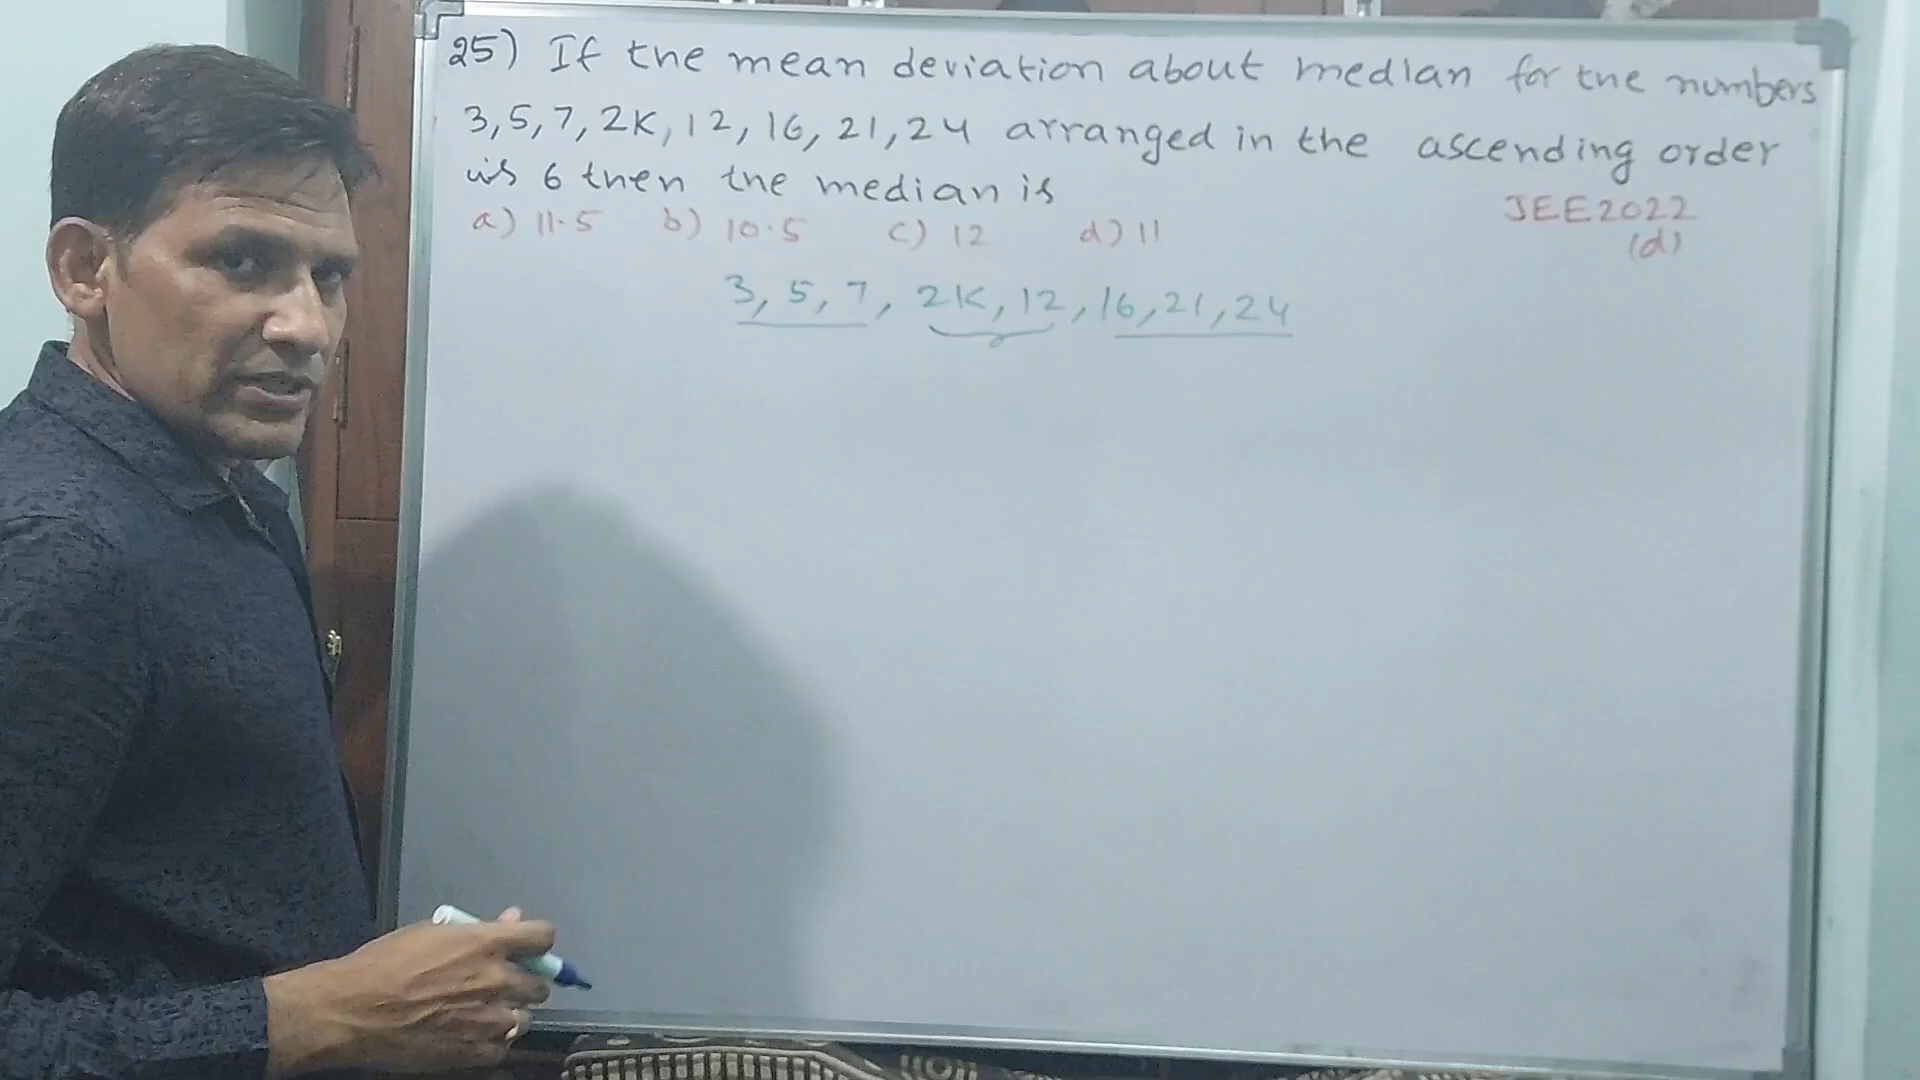 25) If the mean deviation about median for the numbers
3, 5, 7, 2K, 12, 16, 21, 24 arranged in the ascending order
is 6 then the median is
a) 11.5 b) 10.5 c) 12 d) 11
JEE2022
(d)
3, 5, 7, 2K, 12, 16, 21, 24